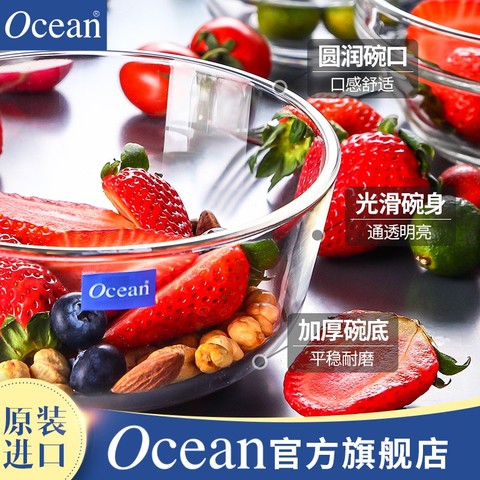 Ocean®
圆润碗口
口感舒适
光滑碗身
通透明亮
Ocean
加厚碗底
平稳耐磨
原装
进口
Ocean官方旗舰店